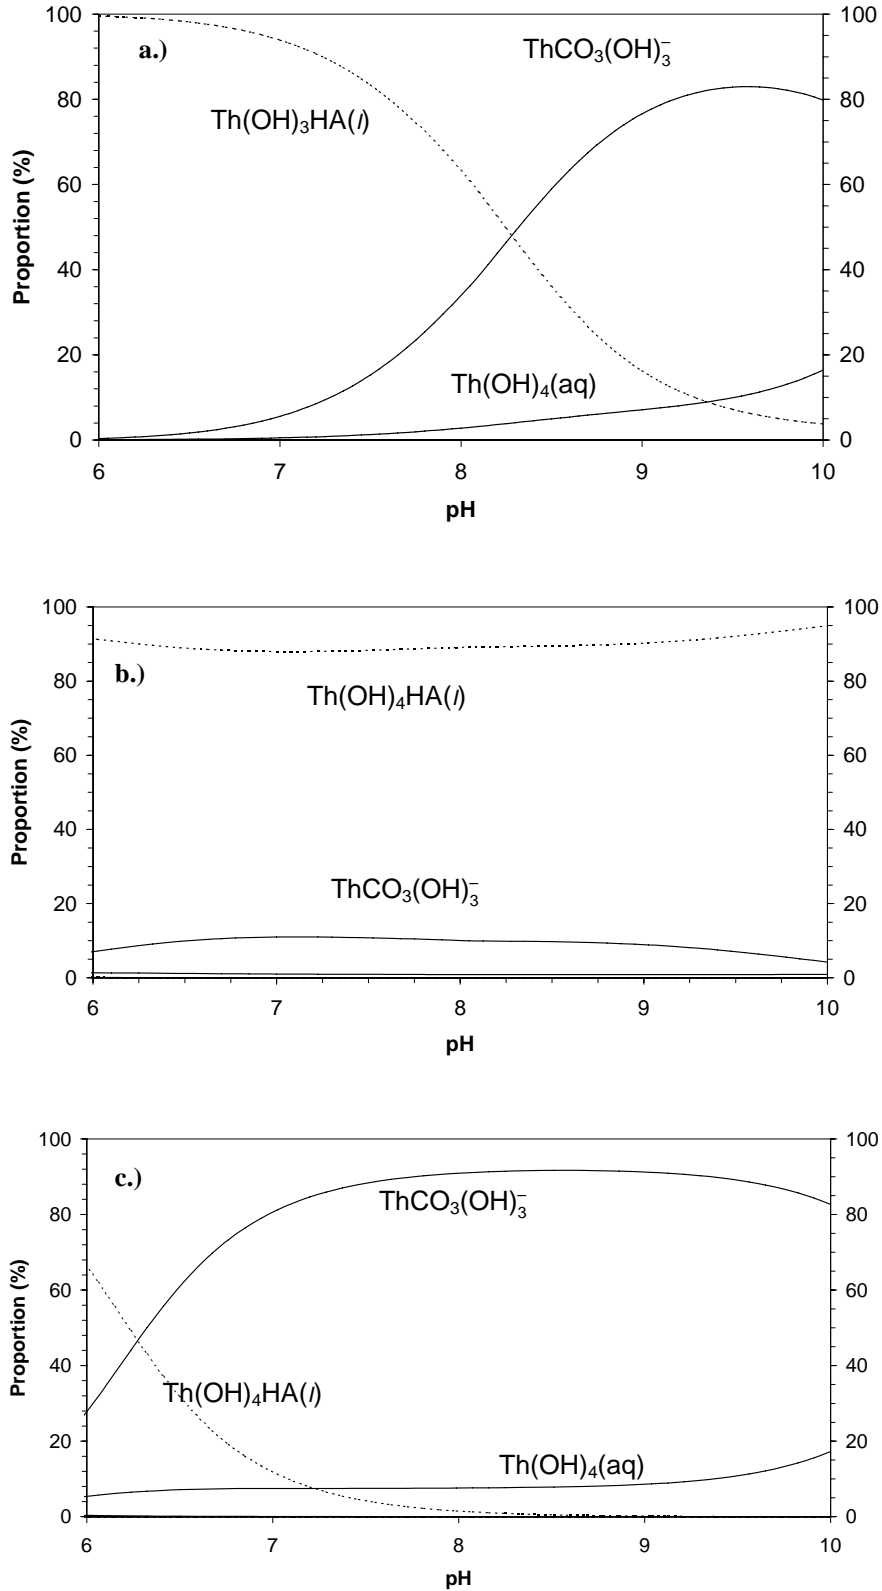 100 100
a.) ThCO₃(OH)₃⁻
80 80
Th(OH)₃HA(i)
60 60
Proportion (%)
40 40
20 20
Th(OH)₄(aq)
0 0
6 7 8 9 10
pH
100 100
80 80
b.)
Th(OH)₄HA(i)
60 60
Proportion (%)
40 40
ThCO₃(OH)₃⁻
20 20
0 0
6 7 8 9 10
pH
100 100
c.)
80 80
ThCO₃(OH)₃⁻
60 60
Proportion (%)
40 40
Th(OH)₄HA(i)
20 20
Th(OH)₄(aq)
0 0
6 7 8 9 10
pH